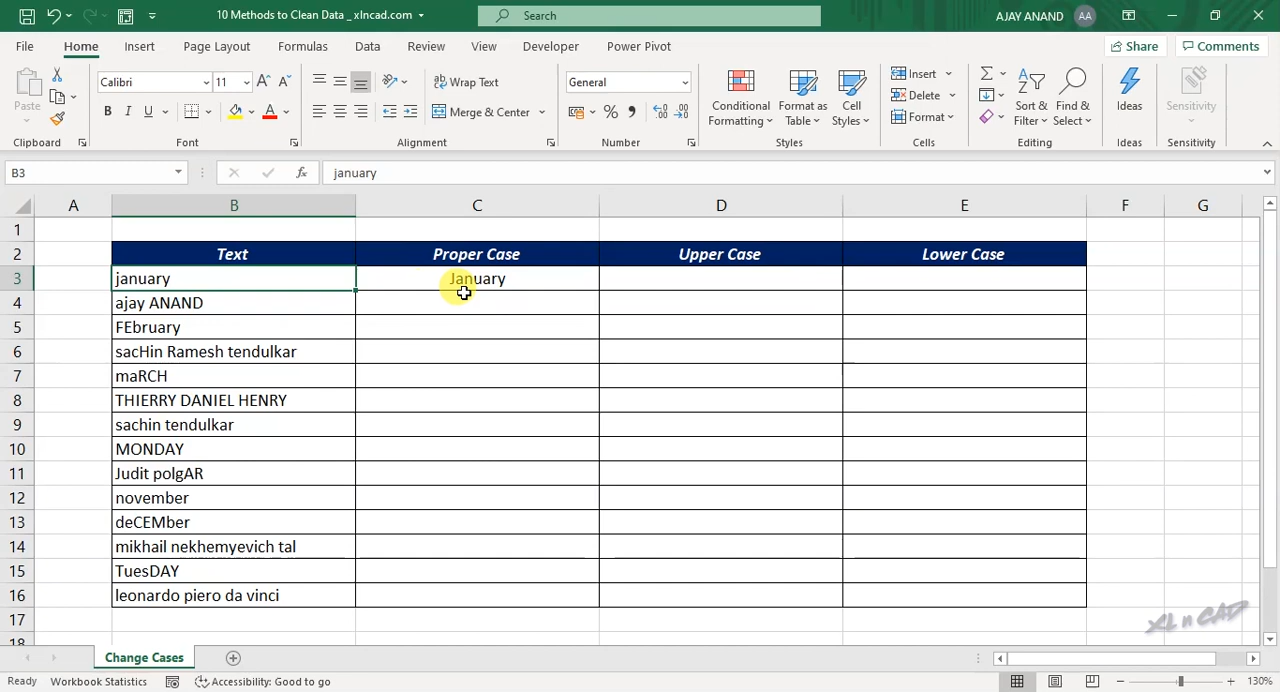 10 Methods to Clean Data _ xlncad.com
Search
AJAY ANAND AA
File Home Insert Page Layout Formulas Data Review View Developer Power Pivot Share Comments
Paste
Clipboard
Calibri 11
B I U
Font
Wrap Text
Merge & Center
Alignment
General
Number
Conditional Formatting
Format as Table
Cell Styles
Styles
Insert
Delete
Format
Cells
Sort & Filter
Find & Select
Editing
Ideas
Ideas
Sensitivity
Sensitivity
B3 fx january
A B C D E F G
1
2 Text Proper Case Upper Case Lower Case
3 january January
4 ajay ANAND
5 FEbruary
6 sacHin Ramesh tendulkar
7 maRCH
8 THIERRY DANIEL HENRY
9 sachin tendulkar
10 MONDAY
11 Judit polgAR
12 november
13 deCEMber
14 mikhail nekhemyevich tal
15 TuesDAY
16 leonardo piero da vinci
17
18
XL n CAD
Change Cases
Ready Workbook Statistics Accessibility: Good to go 130%